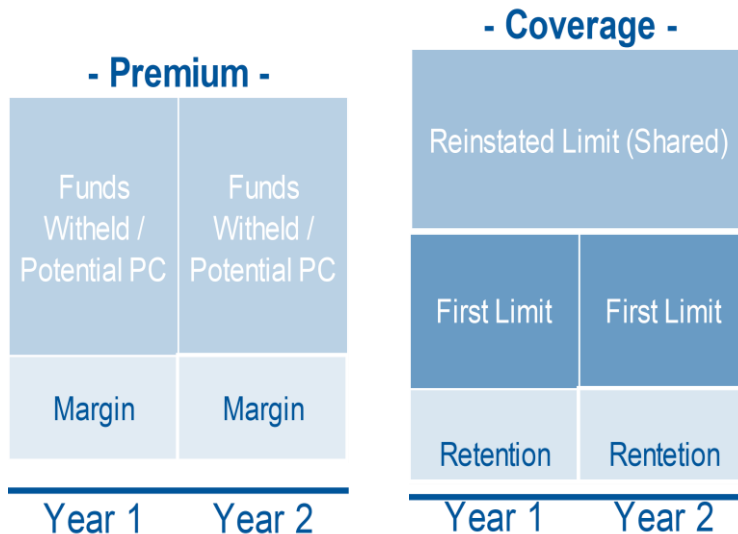 - Premium -
Funds
Witheld /
Potential PC
Funds
Witheld /
Potential PC
Margin
Margin
Year 1
Year 2
- Coverage -
Reinstated Limit (Shared)
First Limit
First Limit
Retention
Rentetion
Year 1
Year 2